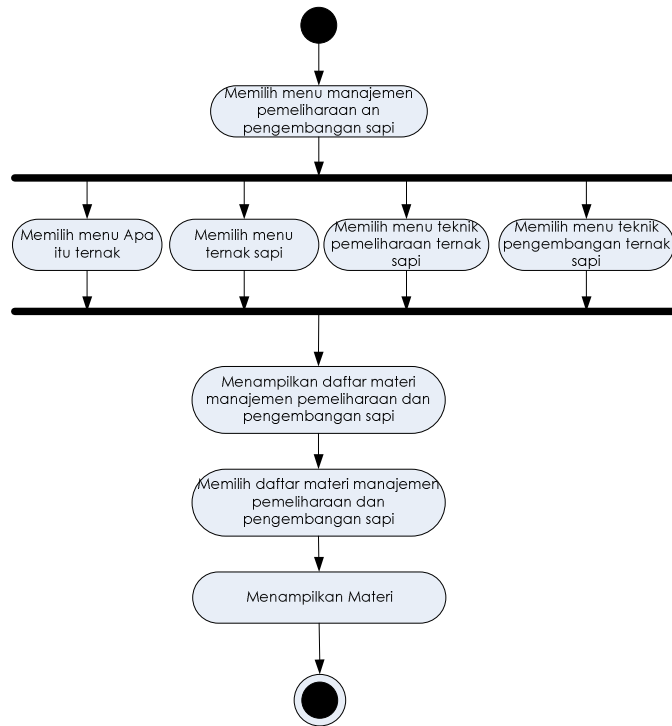 Memilih menu manajemen
pemeliharaan an
pengembangan sapi
Memilih menu Apa
itu ternak
Memilih menu
ternak sapi
Memilih menu teknik
pemeliharaan ternak
sapi
Memilih menu teknik
pengembangan ternak
sapi
Menampilkan daftar materi
manajemen pemeliharaan dan
pengembangan sapi
Memilih daftar materi manajemen
pemeliharaan dan
pengembangan sapi
Menampilkan Materi